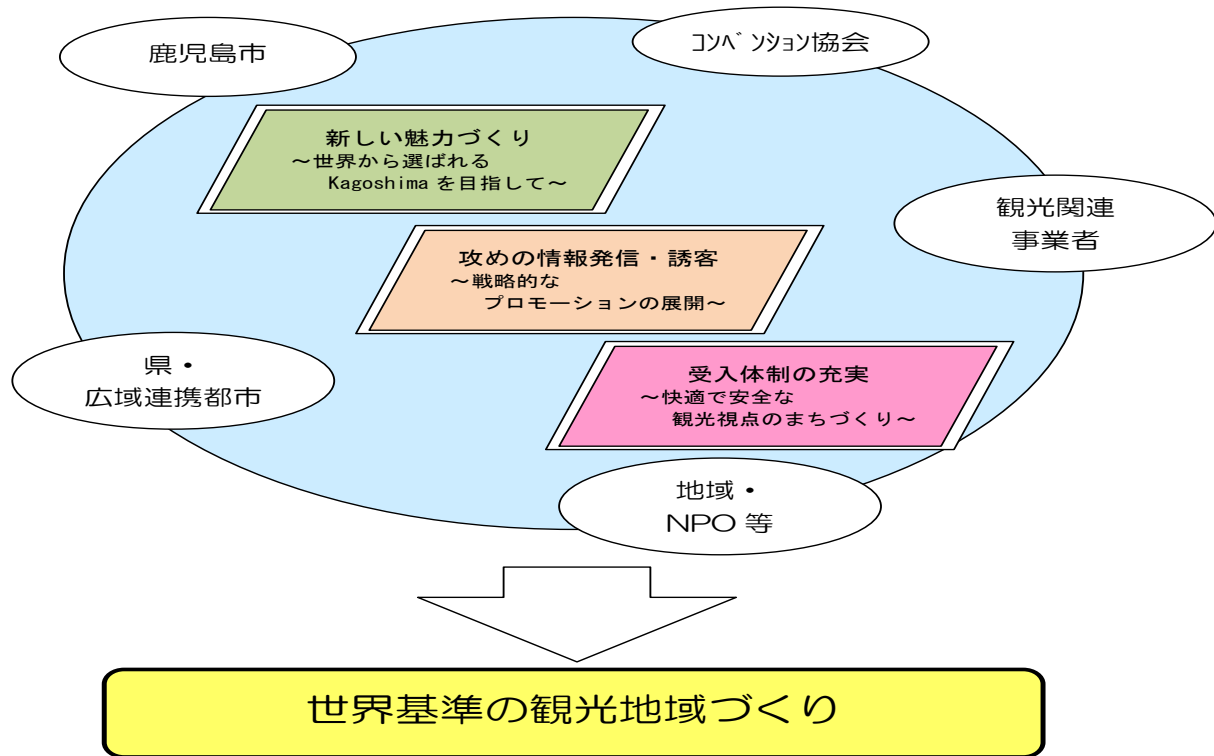 鹿児島市
ｺﾝﾍﾞﾝｼｮﾝ協会
新しい魅力づくり
～世界から選ばれる
Kagoshima を目指して～
観光関連
事業者
攻めの情報発信・誘客
～戦略的な
プロモーションの展開～
県・
広域連携都市
受入体制の充実
～快適で安全な
観光視点のまちづくり～
地域・
NPO 等
世界基準の観光地域づくり